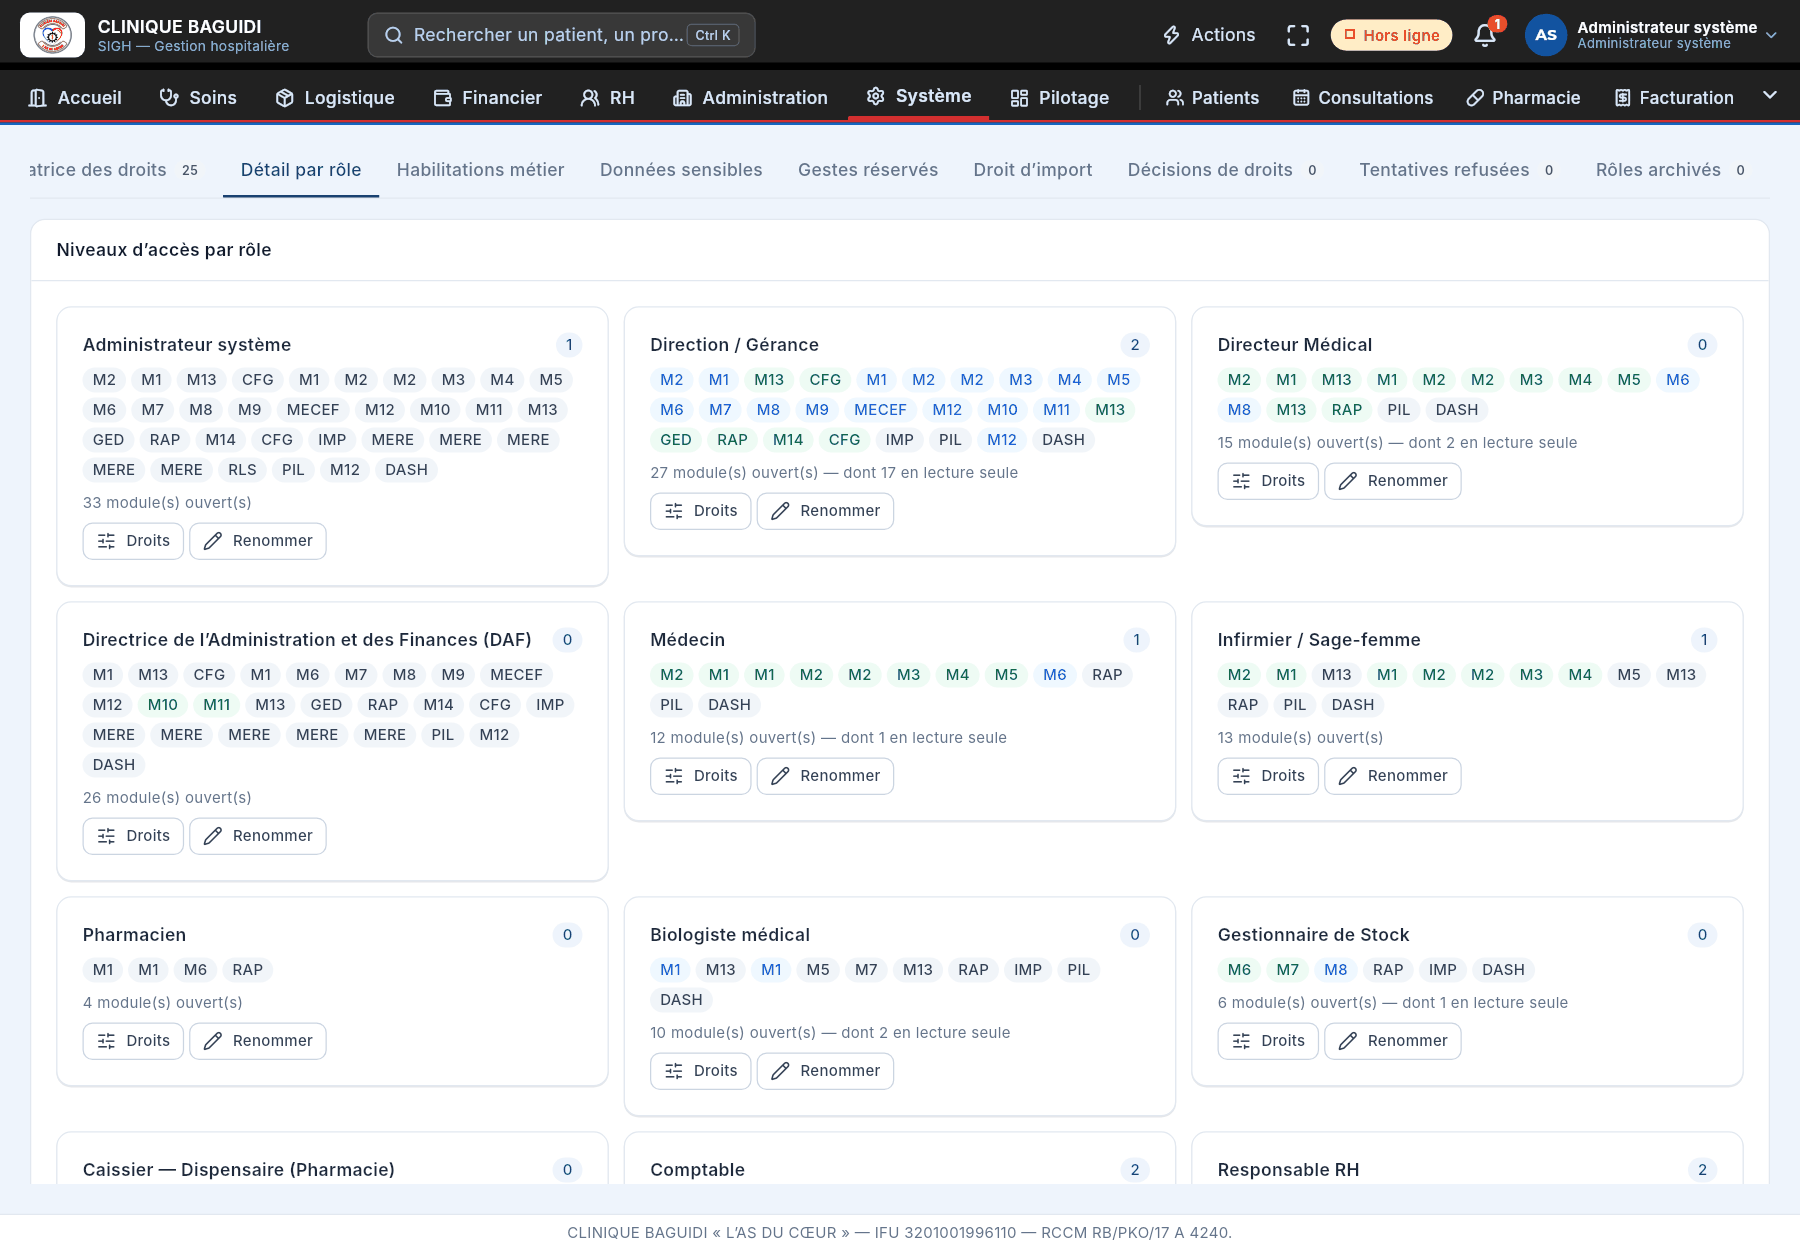 CLINIQUE BAGUIDI
SIGH — Gestion hospitalière
Rechercher un patient, un pro... Ctrl K
Actions
Hors ligne
1
AS
Administrateur système
Administrateur système
Accueil Soins Logistique Financier RH Administration Système Pilotage Patients Consultations Pharmacie Facturation
atrice des droits 25 Détail par rôle Habilitations métier Données sensibles Gestes réservés Droit d’import Décisions de droits 0 Tentatives refusées 0 Rôles archivés 0
Niveaux d’accès par rôle
Administrateur système 1
M2 M1 M13 CFG M1 M2 M2 M3 M4 M5
M6 M7 M8 M9 MECEF M12 M10 M11 M13
GED RAP M14 CFG IMP MERE MERE MERE
MERE MERE RLS PIL M12 DASH
33 module(s) ouvert(s)
Droits Renommer
Direction / Gérance 2
M2 M1 M13 CFG M1 M2 M2 M3 M4 M5
M6 M7 M8 M9 MECEF M12 M10 M11 M13
GED RAP M14 CFG IMP PIL M12 DASH
27 module(s) ouvert(s) — dont 17 en lecture seule
Droits Renommer
Directeur Médical 0
M2 M1 M13 M1 M2 M2 M3 M4 M5 M6
M8 M13 RAP PIL DASH
15 module(s) ouvert(s) — dont 2 en lecture seule
Droits Renommer
Directrice de l’Administration et des Finances (DAF) 0
M1 M13 CFG M1 M6 M7 M8 M9 MECEF
M12 M10 M11 M13 GED RAP M14 CFG IMP
MERE MERE MERE MERE MERE PIL M12
DASH
26 module(s) ouvert(s)
Droits Renommer
Médecin 1
M2 M1 M1 M2 M2 M3 M4 M5 M6 RAP
PIL DASH
12 module(s) ouvert(s) — dont 1 en lecture seule
Droits Renommer
Infirmier / Sage-femme 1
M2 M1 M13 M1 M2 M2 M3 M4 M5 M13
RAP PIL DASH
13 module(s) ouvert(s)
Droits Renommer
Pharmacien 0
M1 M1 M6 RAP
4 module(s) ouvert(s)
Droits Renommer
Biologiste médical 0
M1 M13 M1 M5 M7 M13 RAP IMP PIL
DASH
10 module(s) ouvert(s) — dont 2 en lecture seule
Droits Renommer
Gestionnaire de Stock 0
M6 M7 M8 RAP IMP DASH
6 module(s) ouvert(s) — dont 1 en lecture seule
Droits Renommer
Caissier — Dispensaire (Pharmacie) 0
Comptable 2
Responsable RH 2
CLINIQUE BAGUIDI « L’AS DU CŒUR » — IFU 3201001996110 — RCCM RB/PKO/17 A 4240.